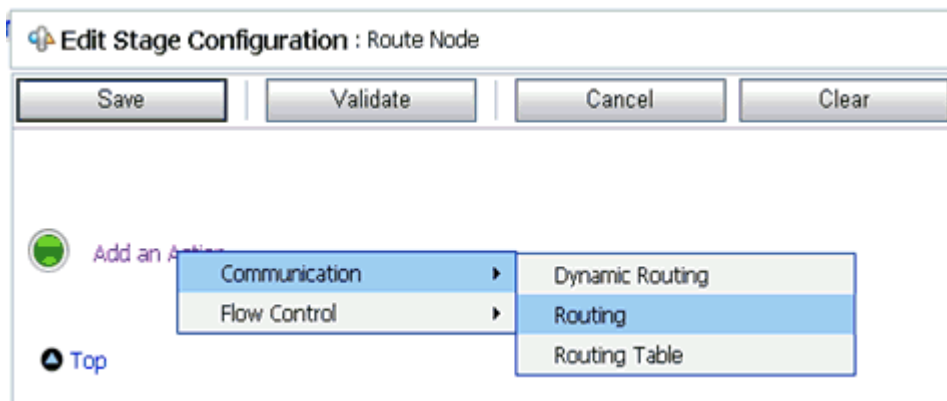 Edit Stage Configuration : Route Node
Save Validate Cancel Clear
Add an Action
Communication Dynamic Routing
Flow Control Routing
Top Routing Table